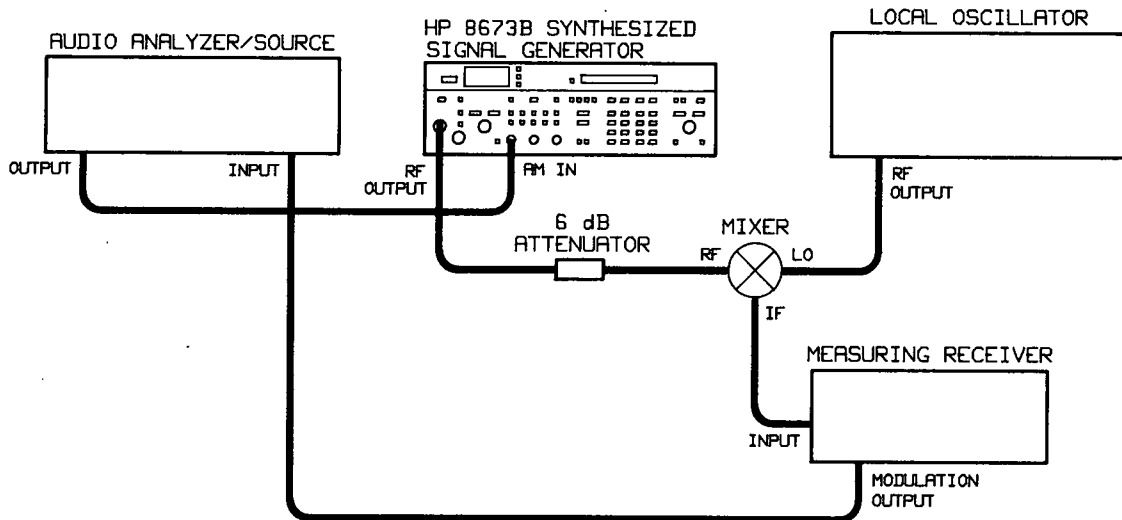 LOCAL OSCILLATOR
HP 8673B SYNTHESIZED
SIGNAL GENERATOR
AUDIO ANALYZER/SOURCE
OUTPUT
INPUT
RF
OUTPUT
AM IN
RF
OUTPUT
6 dB
ATTENUATOR
MIXER
RF
LO
IF
MEASURING RECEIVER
INPUT
MODULATION
OUTPUT